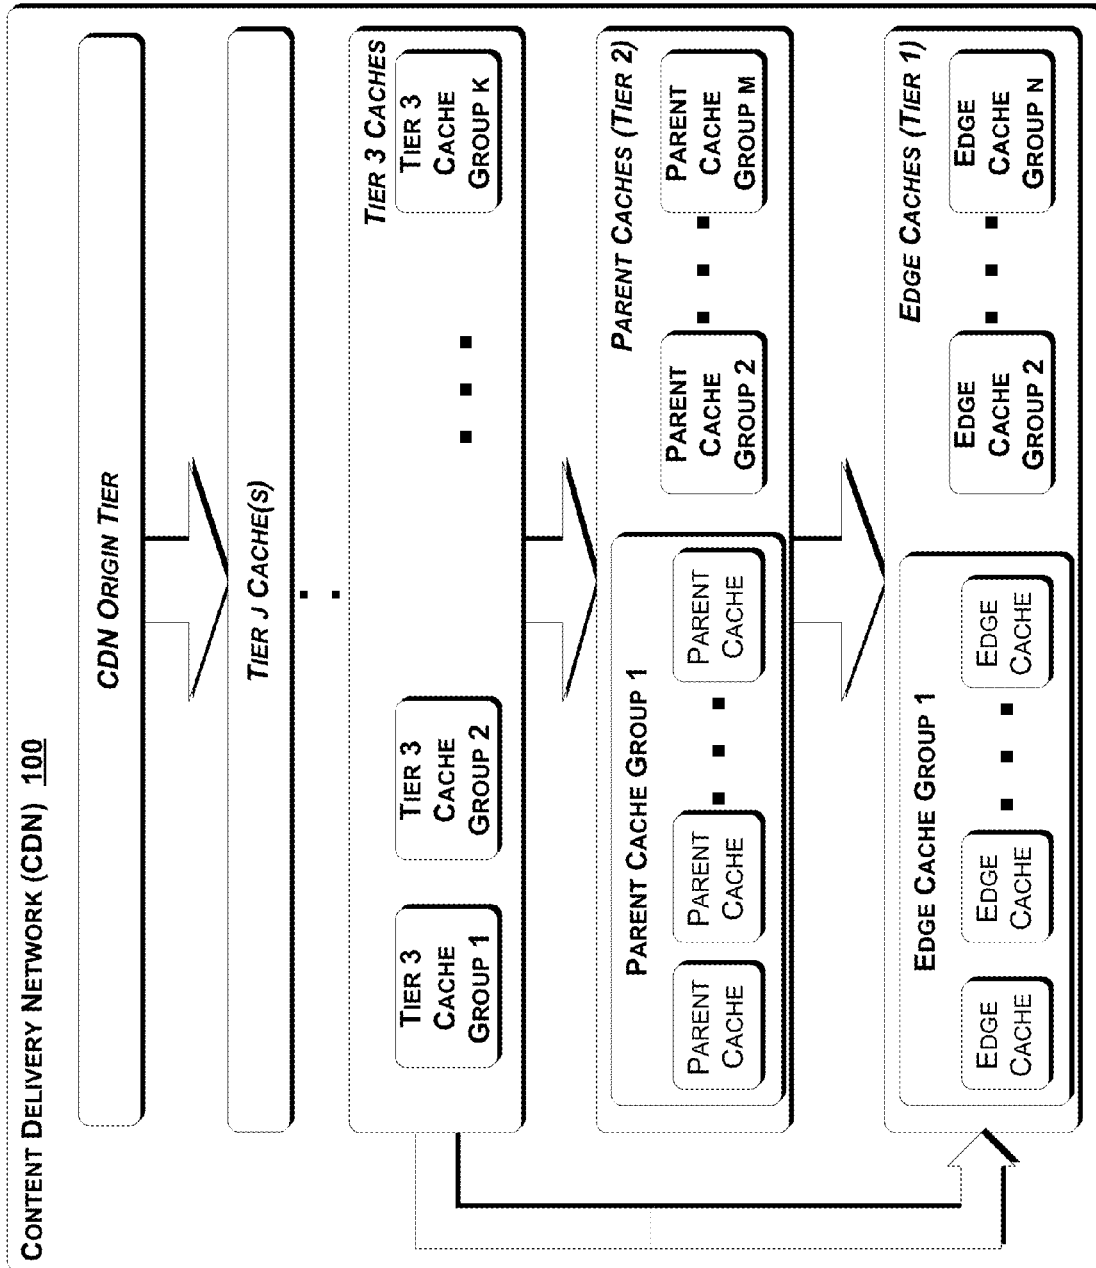 CONTENT DELIVERY NETWORK (CDN) 100
CDN ORIGIN TIER
TIER J CACHE(S)
TIER 3 CACHES
TIER 3
CACHE
GROUP 1
TIER 3
CACHE
GROUP 2
TIER 3
CACHE
GROUP K
PARENT CACHES (TIER 2)
PARENT CACHE GROUP 1
PARENT
CACHE
PARENT
CACHE
PARENT
CACHE
PARENT
CACHE
GROUP 2
PARENT
CACHE
GROUP M
EDGE CACHES (TIER 1)
EDGE CACHE GROUP 1
EDGE
CACHE
EDGE
CACHE
EDGE
CACHE
EDGE
CACHE
GROUP 2
EDGE
CACHE
GROUP N